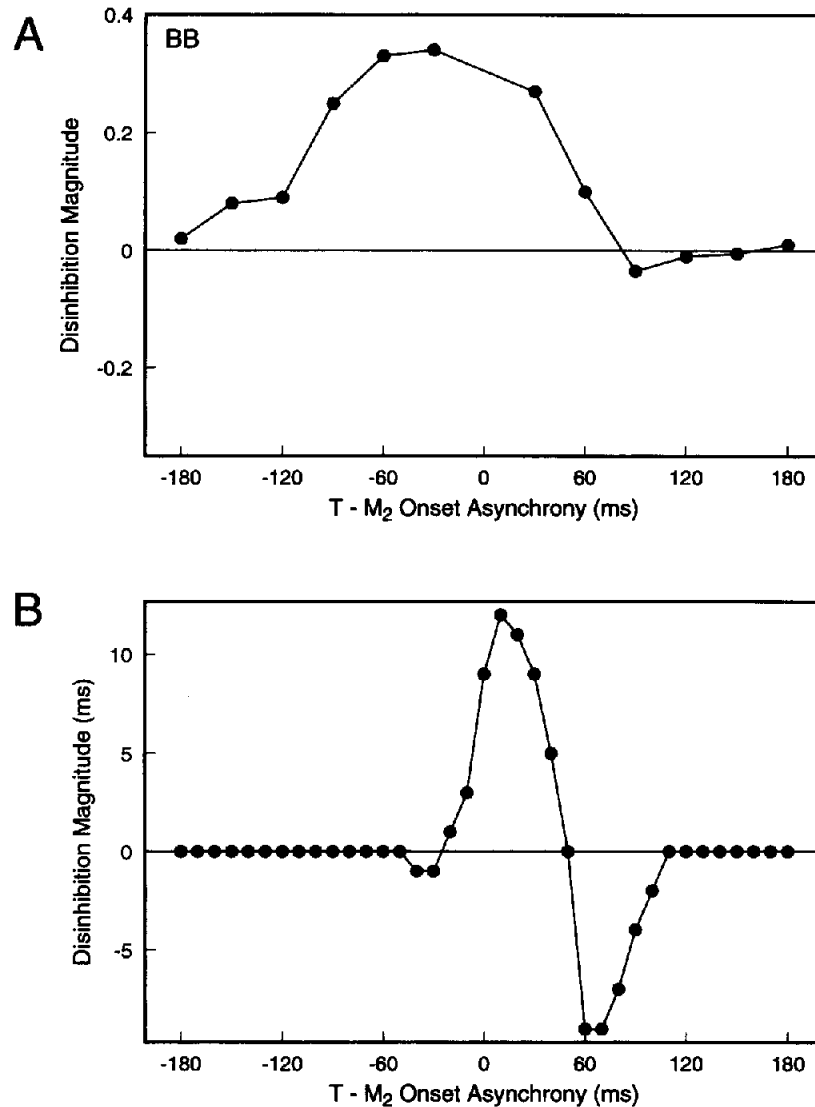 A
BB
0.4
0.2
0
-0.2
Disinhibition Magnitude
-180 -120 -60 0 60 120 180
T - M2 Onset Asynchrony (ms)
B
10
5
0
-5
Disinhibition Magnitude (ms)
-180 -120 -60 0 60 120 180
T - M2 Onset Asynchrony (ms)